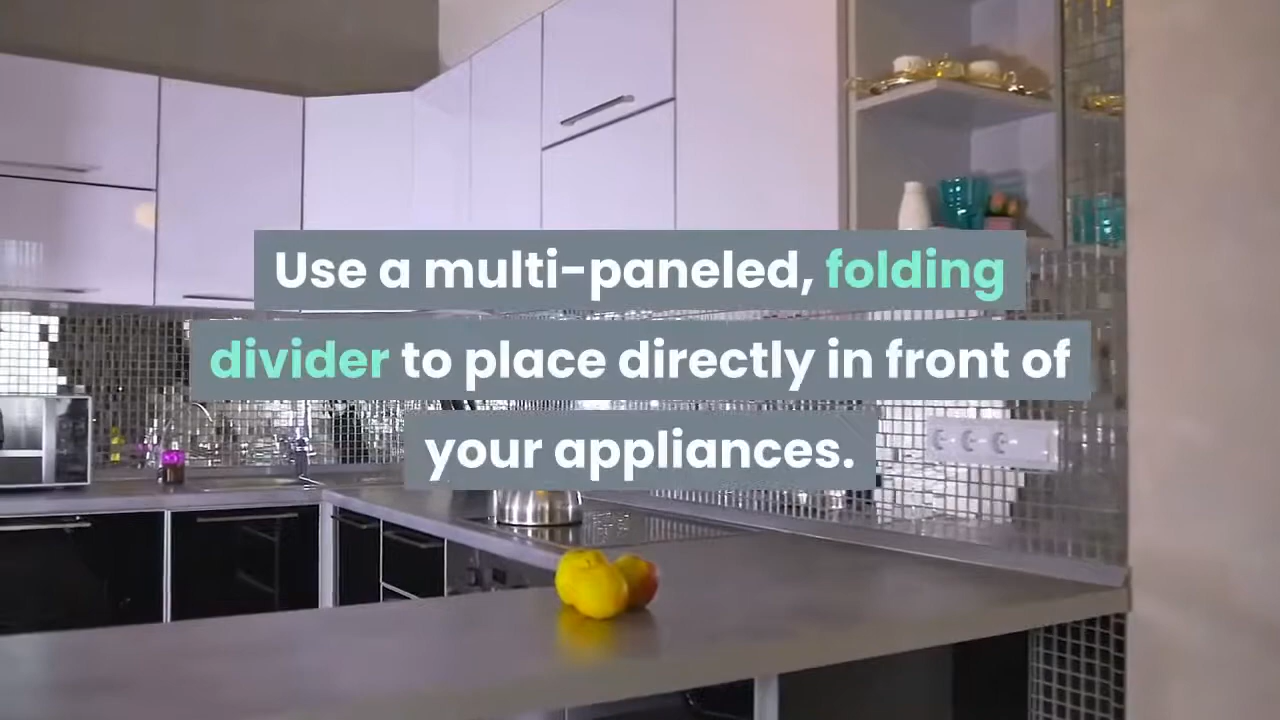 Use a multi-paneled, folding
divider to place directly in front of
your appliances.